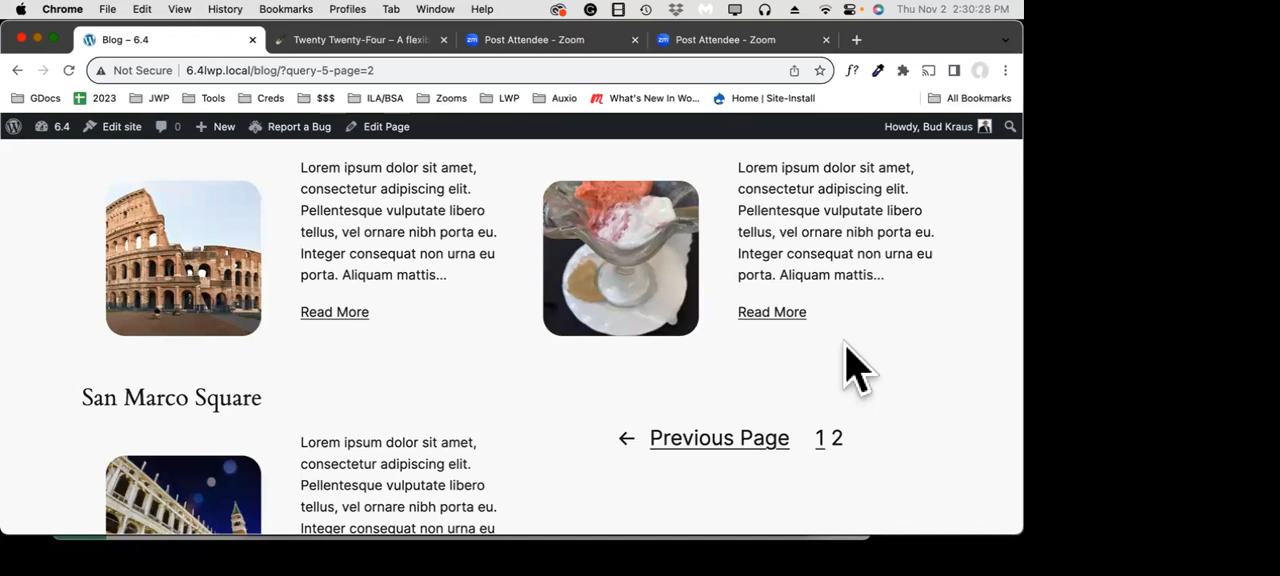 Chrome File Edit View History Bookmarks Profiles Tab Window Help Thu Nov 2 2:30:28 PM
Blog – 6.4 Twenty Twenty-Four – A flexib Post Attendee - Zoom Post Attendee - Zoom
Not Secure 6.4lwp.local/blog/?query-5-page=2 f?
GDocs 2023 JWP Tools Creds $$$ ILA/BSA Zooms LWP Auxio What's New In Wo... Home | Site-Install All Bookmarks
6.4 Edit site 0 New Report a Bug Edit Page Howdy, Bud Kraus
Lorem ipsum dolor sit amet,
consectetur adipiscing elit.
Pellentesque vulputate libero
tellus, vel ornare nibh porta eu.
Integer consequat non urna eu
porta. Aliquam mattis...
Read More
Lorem ipsum dolor sit amet,
consectetur adipiscing elit.
Pellentesque vulputate libero
tellus, vel ornare nibh porta eu.
Integer consequat non urna eu
porta. Aliquam mattis...
Read More
San Marco Square
Lorem ipsum dolor sit amet,
consectetur adipiscing elit.
Pellentesque vulputate libero
tellus, vel ornare nibh porta eu.
Integer consequat non urna eu
← Previous Page 1 2